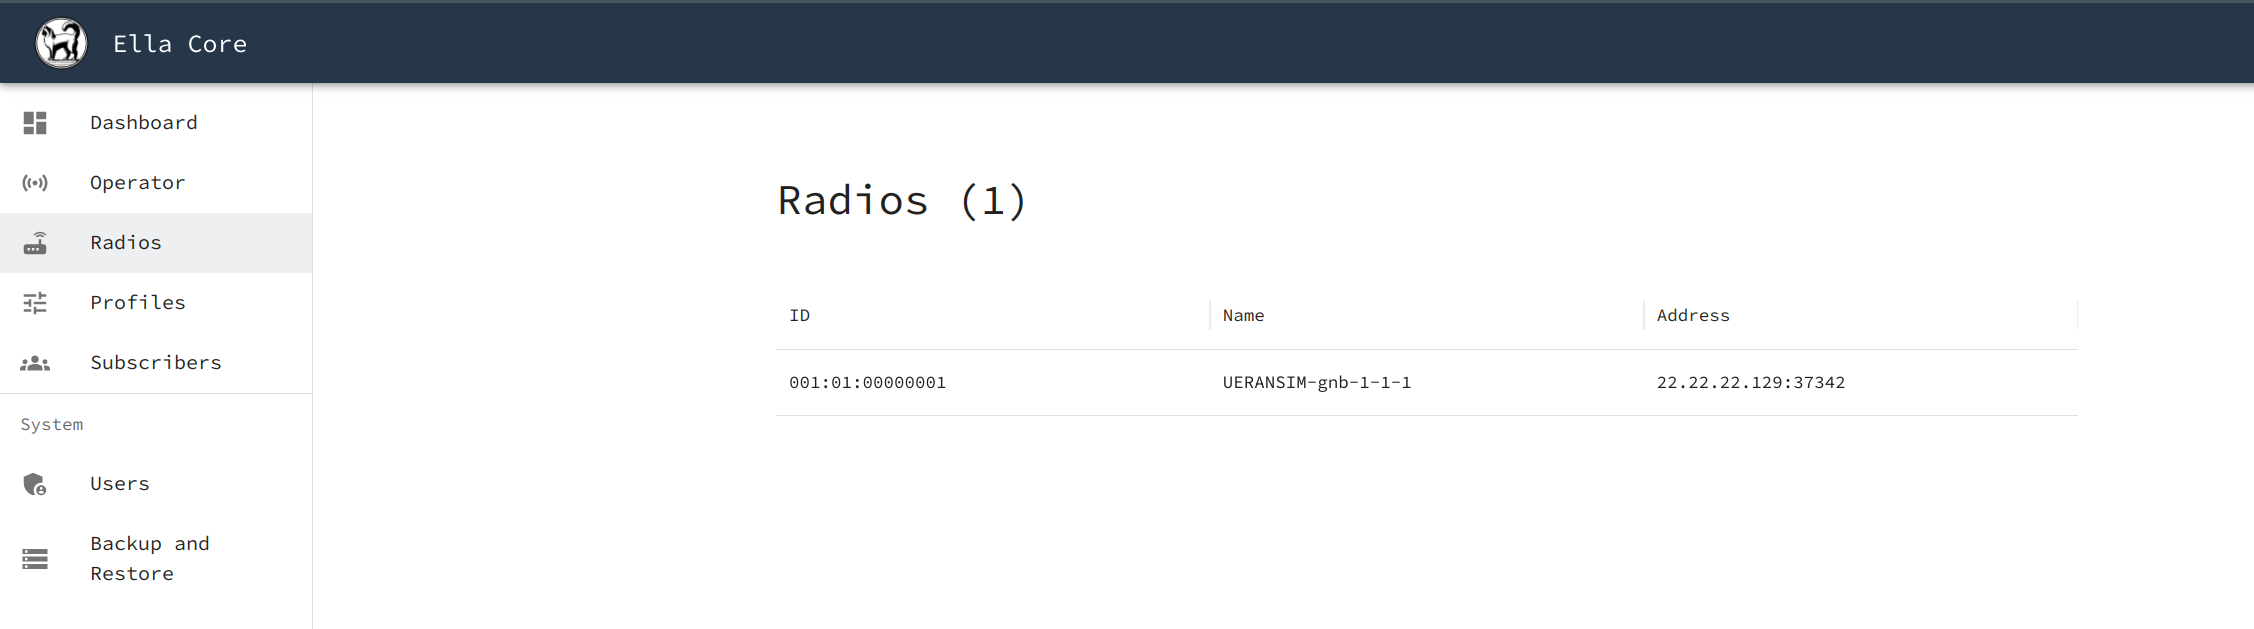 Ella Core
Dashboard
Operator
Radios
Profiles
Subscribers
System
Users
Backup and
Restore
Radios (1)
ID Name Address
001:01:00000001 UERANSIM-gnb-1-1-1 22.22.22.129:37342